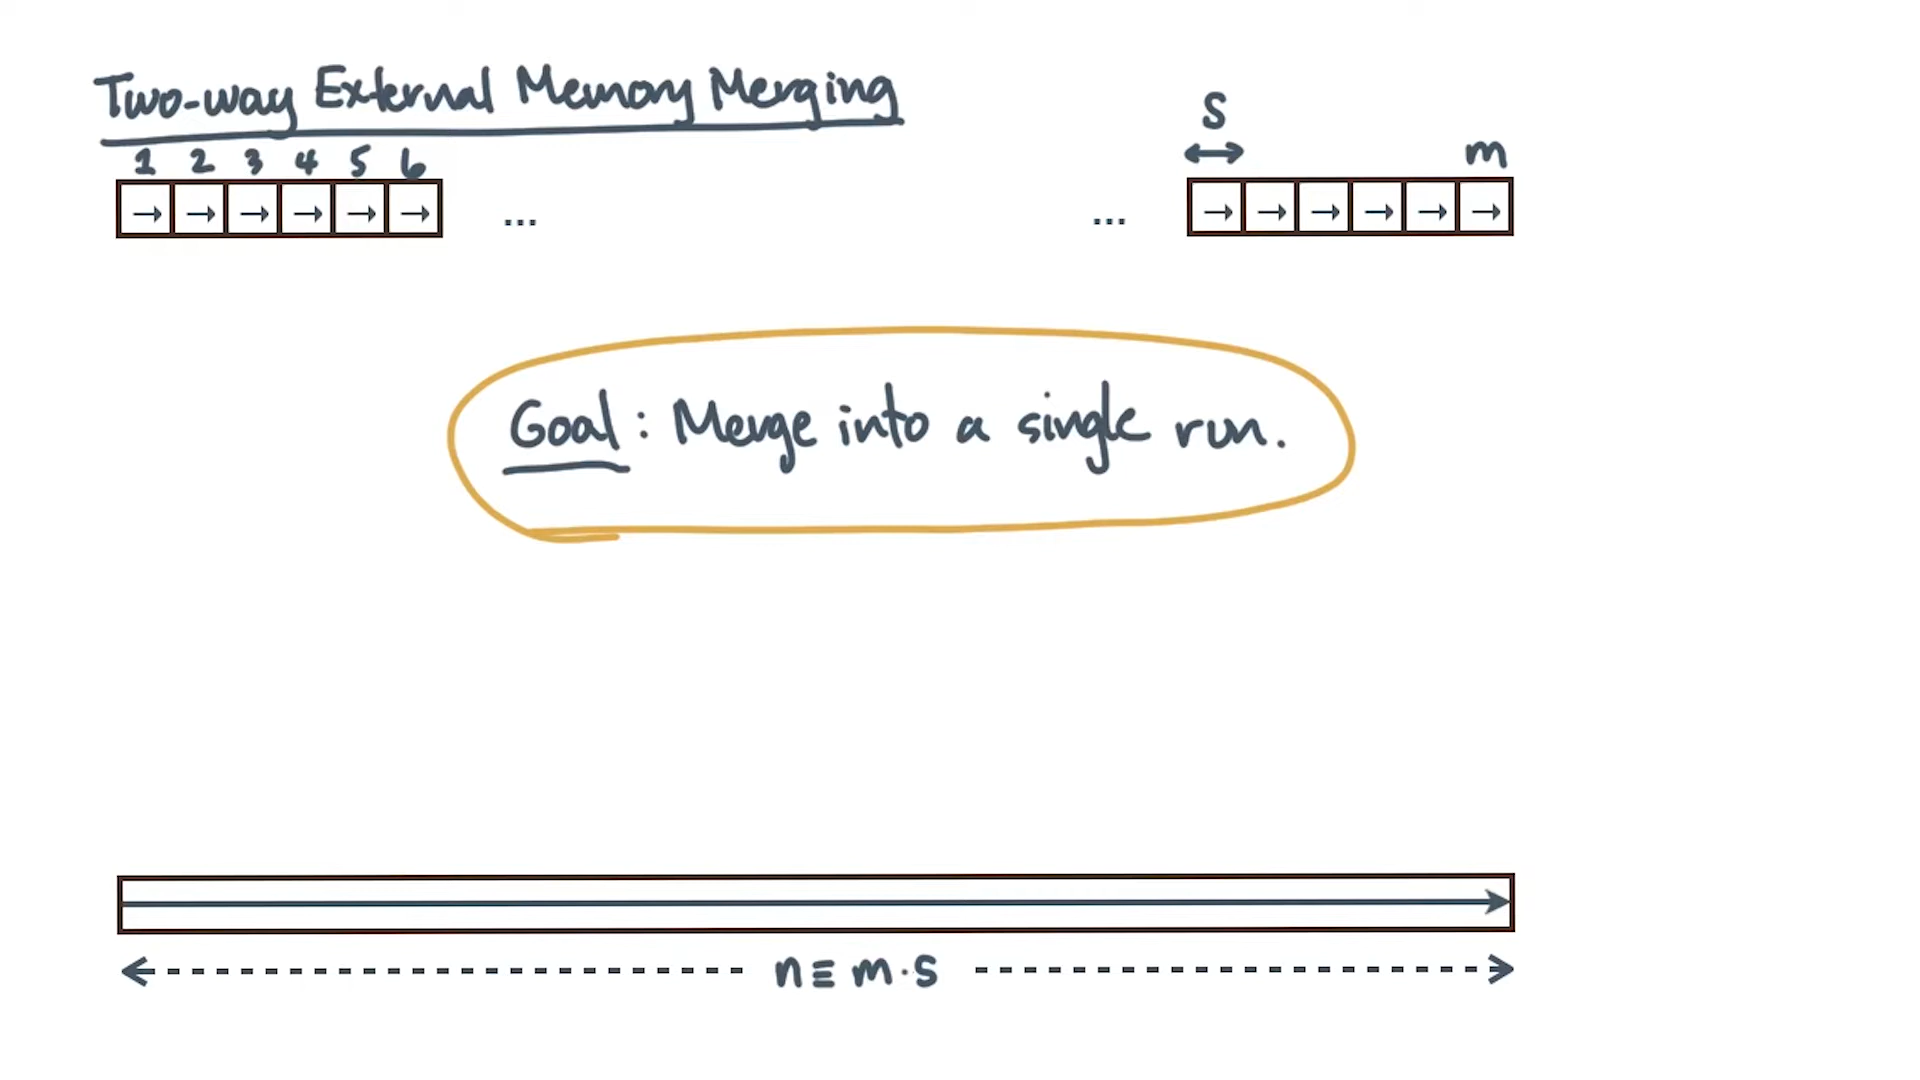 Two-way External Memory Merging
1 2 3 4 5 6
S
m
... ...
Goal: Merge into a single run.
n ≡ m·s